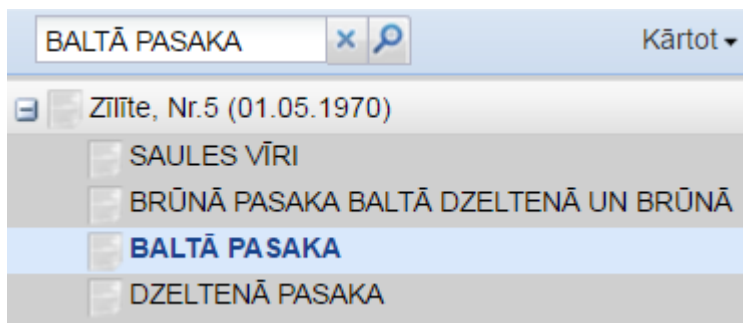 BALTĀ PASAKA
Kārtot
Zīlīte, Nr.5 (01.05.1970)
SAULES VĪRI
BRŪNĀ PASAKA BALTĀ DZELTENĀ UN BRŪNĀ
BALTĀ PASAKA
DZELTENĀ PASAKA